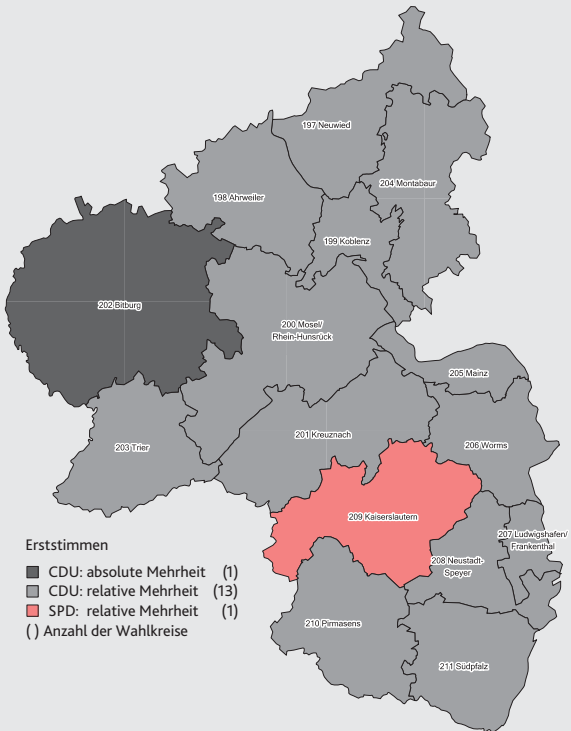 197 Neuwied
204 Montabaur
198 Ahrweiler
199 Koblenz
202 Bitburg
200 Mosel/
Rhein-Hunsrück
205 Mainz
203 Trier
201 Kreuznach
206 Worms
209 Kaiserslautern
207 Ludwigshafen/
Frankenthal
208 Neustadt-
Speyer
210 Pirmasens
211 Südpfalz
Erststimmen
CDU: absolute Mehrheit (1)
CDU: relative Mehrheit (13)
SPD: relative Mehrheit (1)
( ) Anzahl der Wahlkreise